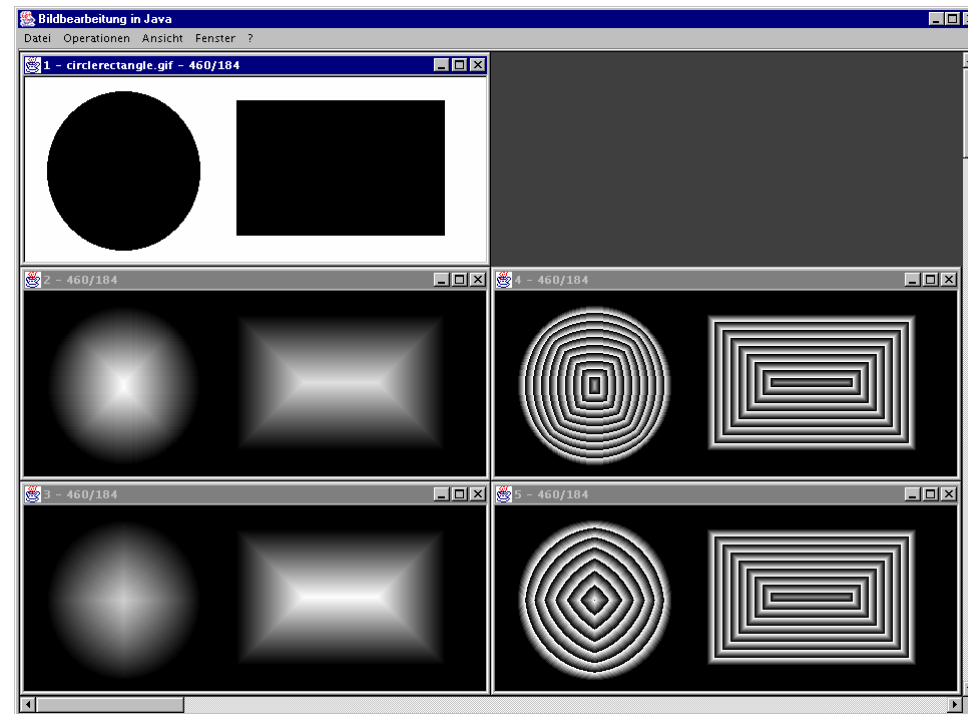 Bildbearbeitung in Java
Datei Operationen Ansicht Fenster ?
1 - circlerectangle.gif - 460/184
2 - 460/184
4 - 460/184
3 - 460/184
5 - 460/184